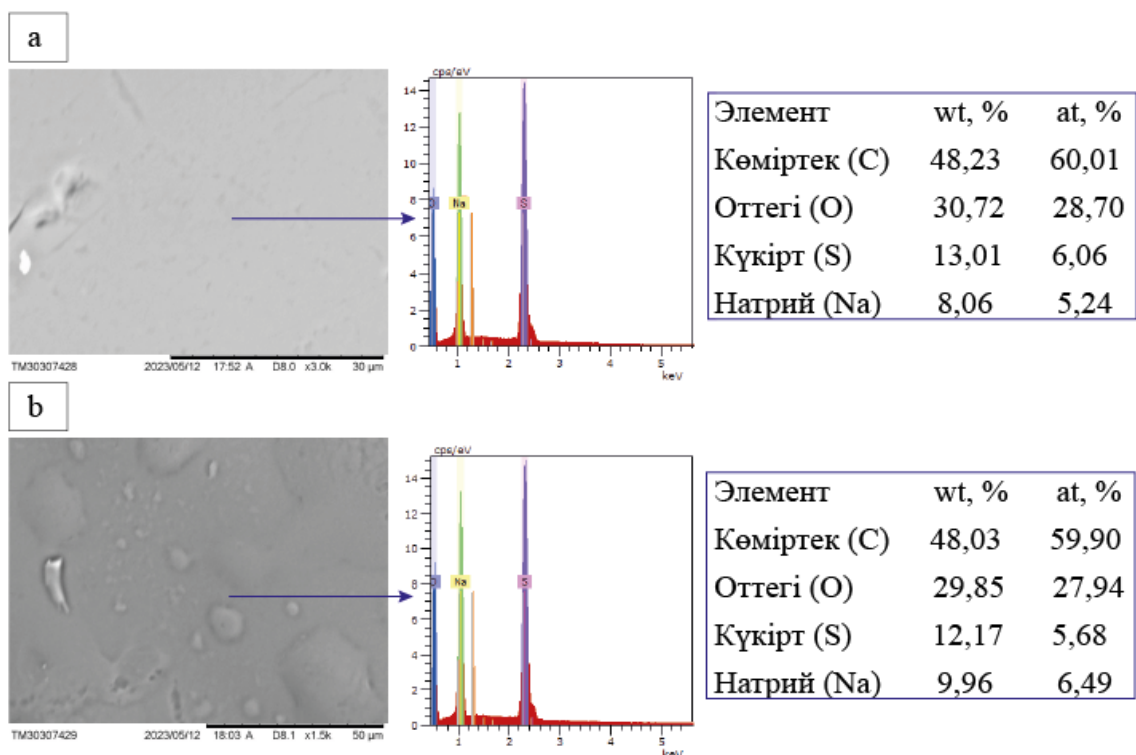 a
cps/eV
14
12
10
8
6
4
2
0
O Na S
1 2 3 4 5
keV
TM30307428 2023/05/12 17:52 A D8.0 x3.0k 30 µm
Элемент wt, % at, %
Көміртек (C) 48,23 60,01
Оттегі (O) 30,72 28,70
Күкірт (S) 13,01 6,06
Натрий (Na) 8,06 5,24
b
cps/eV
14
12
10
8
6
4
2
0
O Na S
1 2 3 4 5
keV
TM30307429 2023/05/12 18:03 A D8.1 x1.5k 50 µm
Элемент wt, % at, %
Көміртек (C) 48,03 59,90
Оттегі (O) 29,85 27,94
Күкірт (S) 12,17 5,68
Натрий (Na) 9,96 6,49